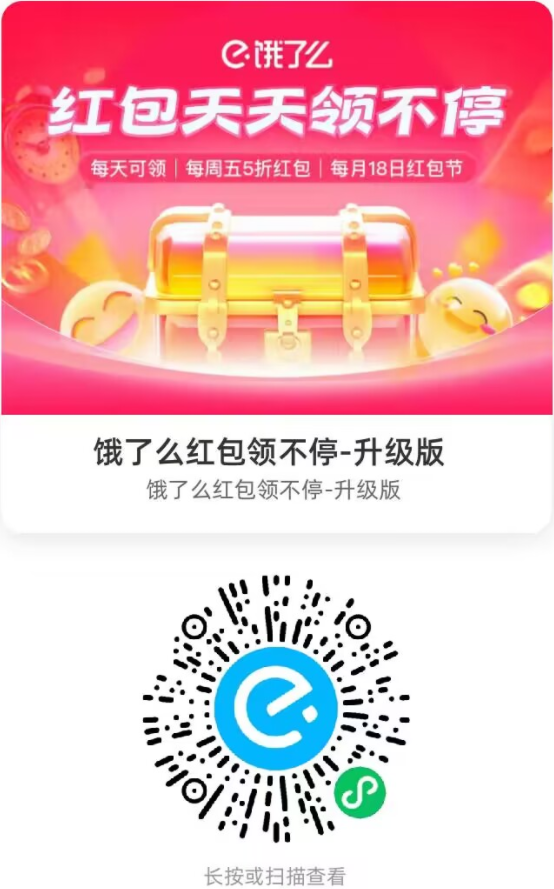 饿了么
红包天天领不停
每天可领｜每周五5折红包｜每月18日红包节
饿了么红包领不停-升级版
饿了么红包领不停-升级版
长按或扫描查看